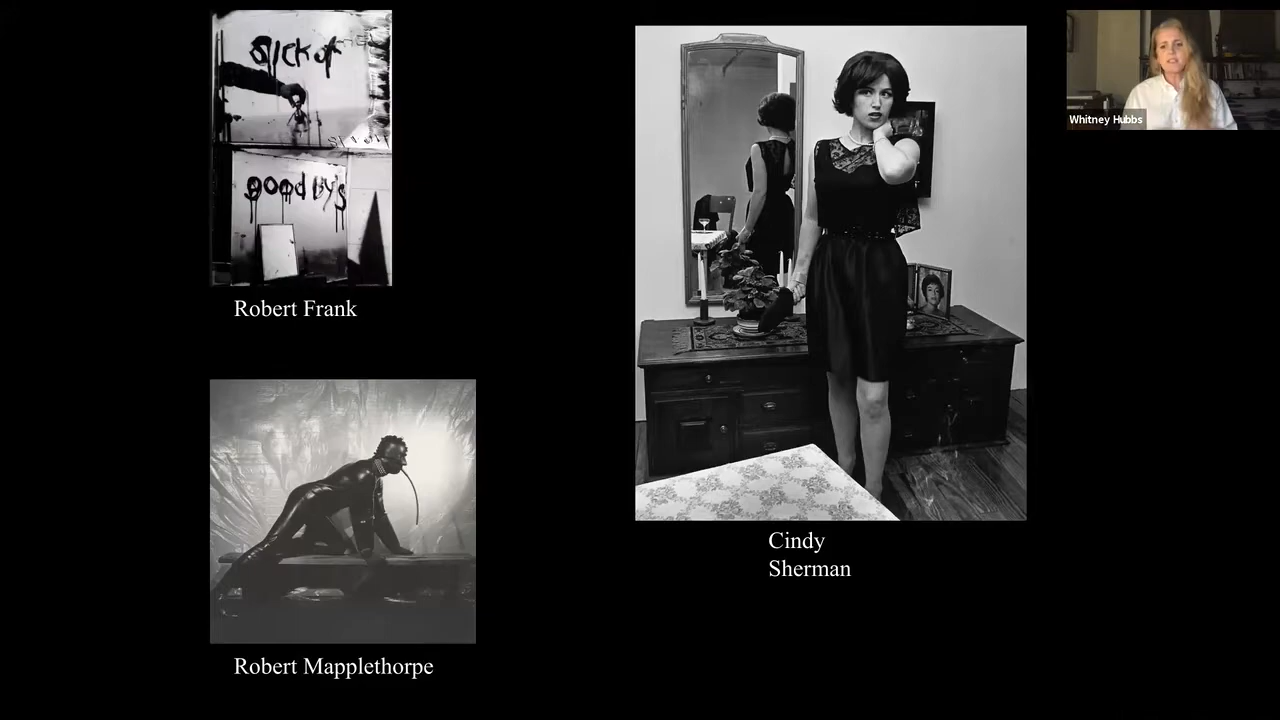 Sick of
good by's
Robert Frank
Robert Mapplethorpe
Cindy
Sherman
Whitney Hubbs